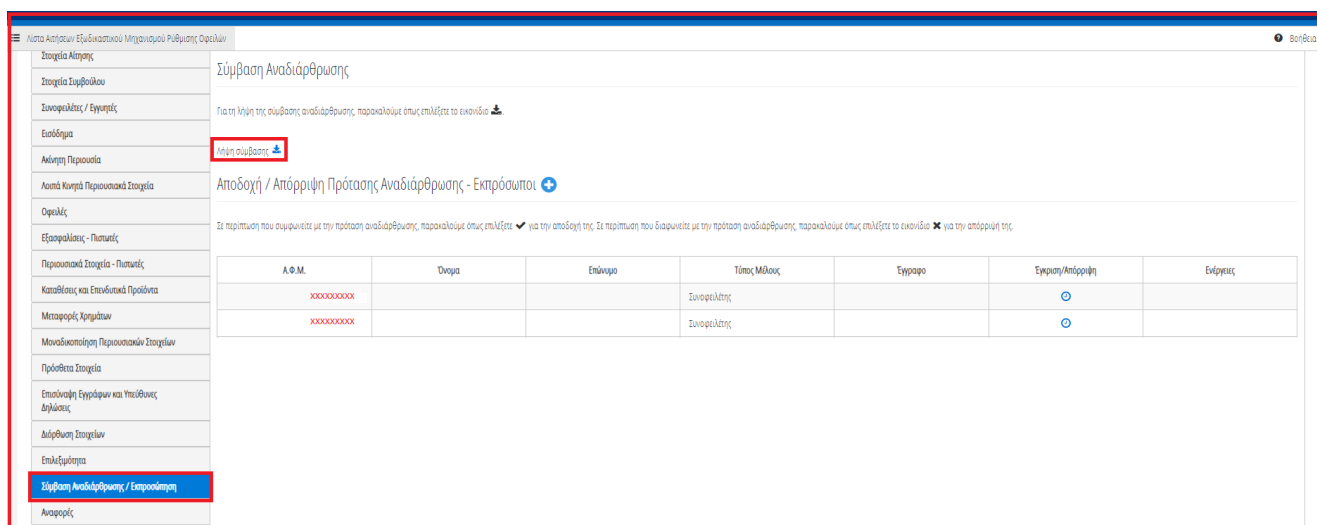 Λίστα Αιτήσεων Εξωδικαστικού Μηχανισμού Ρύθμισης Οφειλών
Βοήθεια
Στοιχεία Αίτησης
Στοιχεία Συμβούλου
Συνοφειλέτες / Εγγυητές
Εισόδημα
Ακίνητη Περιουσία
Λοιπά Κινητά Περιουσιακά Στοιχεία
Οφειλές
Εξασφαλίσεις - Πιστωτές
Περιουσιακά Στοιχεία - Πιστωτές
Καταθέσεις και Επενδυτικά Προϊόντα
Μεταφορές Χρημάτων
Μοναδικοποίηση Περιουσιακών Στοιχείων
Πρόσθετα Στοιχεία
Επισύναψη Εγγράφων και Υπεύθυνες
Δηλώσεις
Διόρθωση Στοιχείων
Επιλεξιμότητα
Σύμβαση Αναδιάρθρωσης / Εκπροσώπηση
Αναφορές
Σύμβαση Αναδιάρθρωσης
Για τη λήψη της σύμβασης αναδιάρθρωσης, παρακαλούμε όπως επιλέξετε το εικονίδιο .
Λήψη σύμβασης
Αποδοχή / Απόρριψη Πρότασης Αναδιάρθρωσης - Εκπρόσωποι
Σε περίπτωση που συμφωνείτε με την πρόταση αναδιάρθρωσης, παρακαλούμε όπως επιλέξετε ✔ για την αποδοχή της. Σε περίπτωση που διαφωνείτε με την πρόταση αναδιάρθρωσης, παρακαλούμε όπως επιλέξετε το εικονίδιο ✖ για την απόρριψή της.
Α.Φ.Μ. Όνομα Επώνυμο Τύπος Μέλους Έγγραφο Έγκριση/Απόρριψη Ενέργειες
XXXXXXXXX Συνοφειλέτης
XXXXXXXXX Συνοφειλέτης